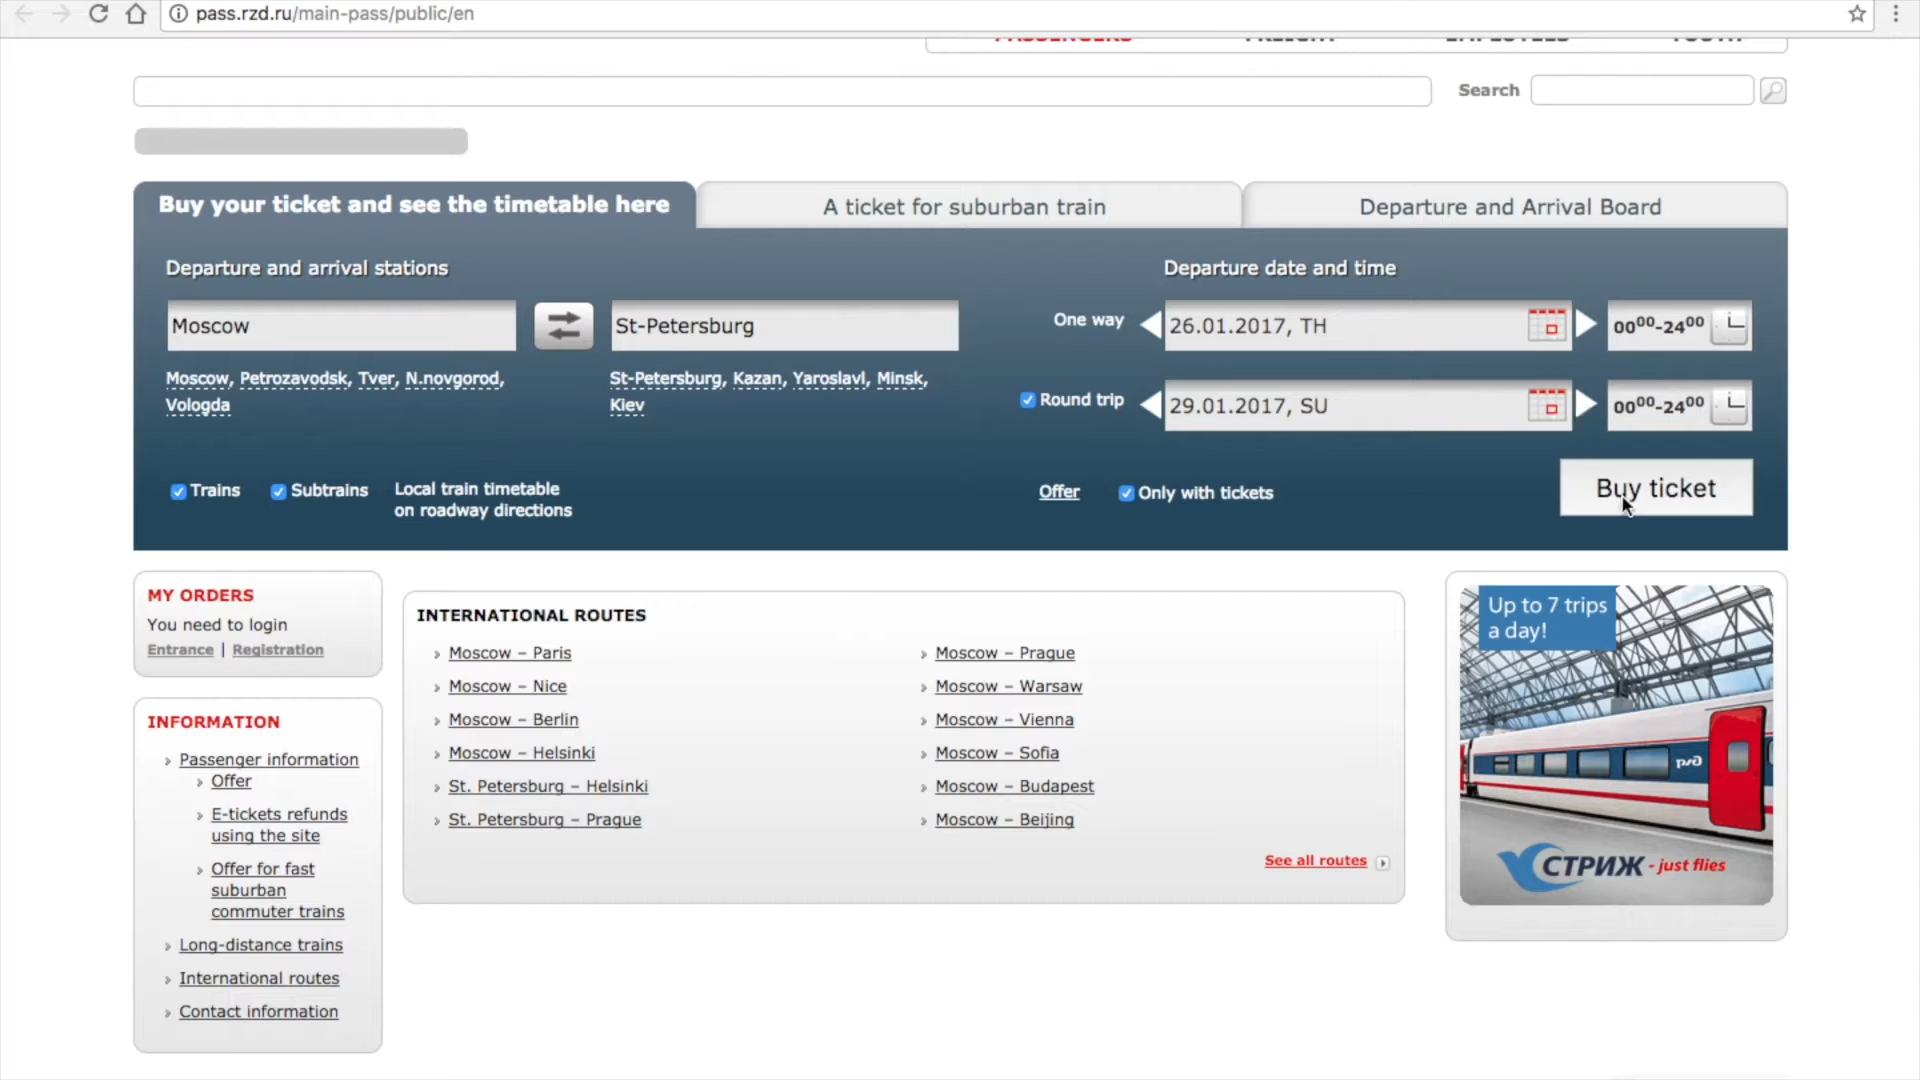 pass.rzd.ru/main-pass/public/en
PASSENGERS FREIGHT EMPLOYEES YOUTH
Search
Buy your ticket and see the timetable here
A ticket for suburban train
Departure and Arrival Board
Departure and arrival stations
Departure date and time
Moscow
St-Petersburg
One way
26.01.2017, TH
00⁰⁰-24⁰⁰
Moscow, Petrozavodsk, Tver, N.novgorod,
Vologda
St-Petersburg, Kazan, Yaroslavl, Minsk,
Kiev
Round trip
29.01.2017, SU
00⁰⁰-24⁰⁰
Trains
Subtrains
Local train timetable
on roadway directions
Offer
Only with tickets
Buy ticket
MY ORDERS
You need to login
Entrance | Registration
INFORMATION
Passenger information
Offer
E-tickets refunds
using the site
Offer for fast
suburban
commuter trains
Long-distance trains
International routes
Contact information
INTERNATIONAL ROUTES
Moscow – Paris
Moscow – Nice
Moscow – Berlin
Moscow – Helsinki
St. Petersburg – Helsinki
St. Petersburg – Prague
Moscow – Prague
Moscow – Warsaw
Moscow – Vienna
Moscow – Sofia
Moscow – Budapest
Moscow – Beijing
See all routes
Up to 7 trips
a day!
ржд
СТРИЖ - just flies